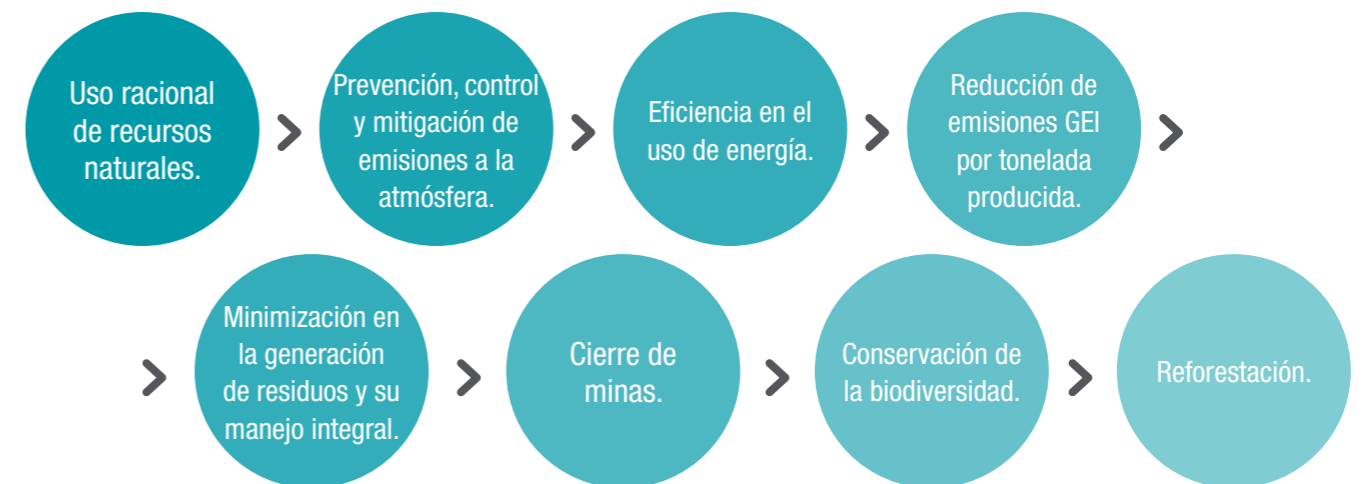 Uso racional
de recursos
naturales.
Prevención, control
y mitigación de
emisiones a la
atmósfera.
Eficiencia en el
uso de energía.
Reducción de
emisiones GEI
por tonelada
producida.
Minimización en
la generación
de residuos y su
manejo integral.
Cierre de
minas.
Conservación de
la biodiversidad.
Reforestación.